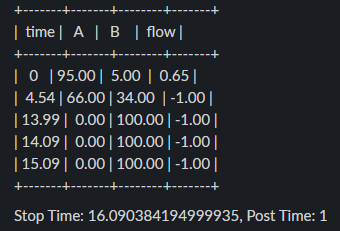 +-------+-------+--------+-------+
| time | A | B | flow |
+-------+-------+--------+-------+
| 0 | 95.00 | 5.00 | 0.65 |
| 4.54 | 66.00 | 34.00 | -1.00 |
| 13.99 | 0.00 | 100.00 | -1.00 |
| 14.09 | 0.00 | 100.00 | -1.00 |
| 15.09 | 0.00 | 100.00 | -1.00 |
+-------+-------+--------+-------+
Stop Time: 16.090384194999935, Post Time: 1